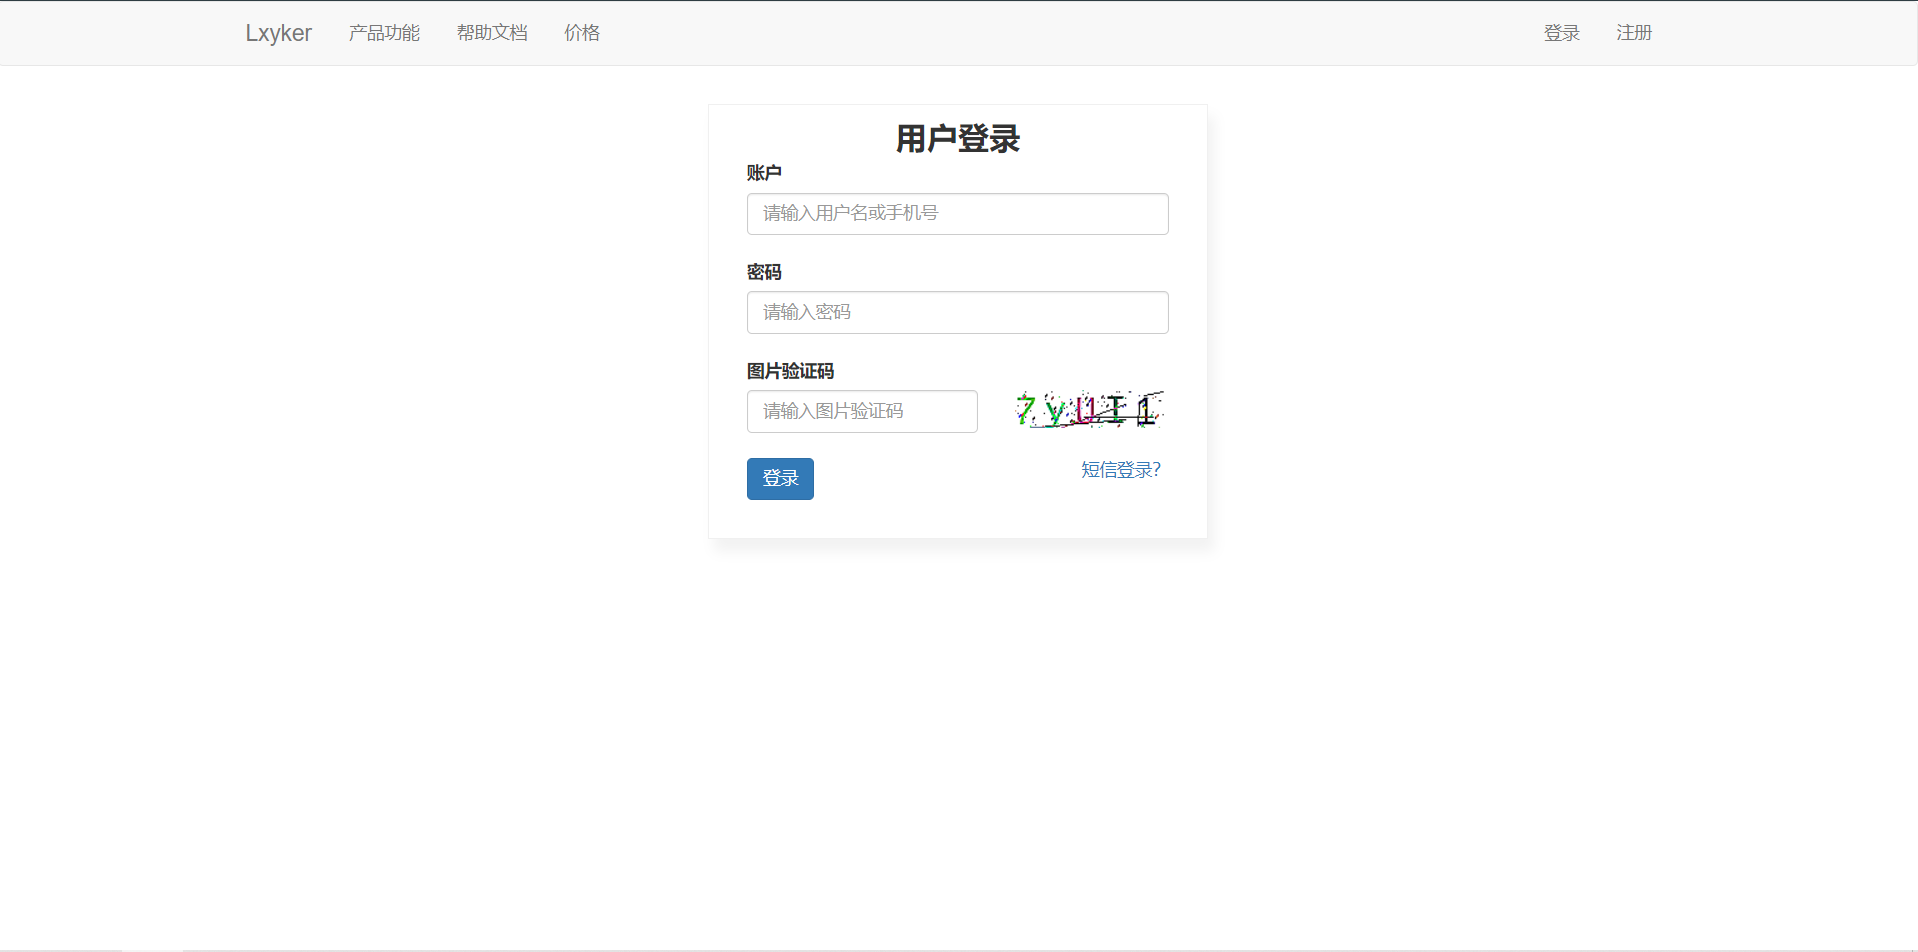 Lxyker 产品功能 帮助文档 价格 登录 注册
用户登录
账户
请输入用户名或手机号
密码
请输入密码
图片验证码
请输入图片验证码
登录 短信登录?